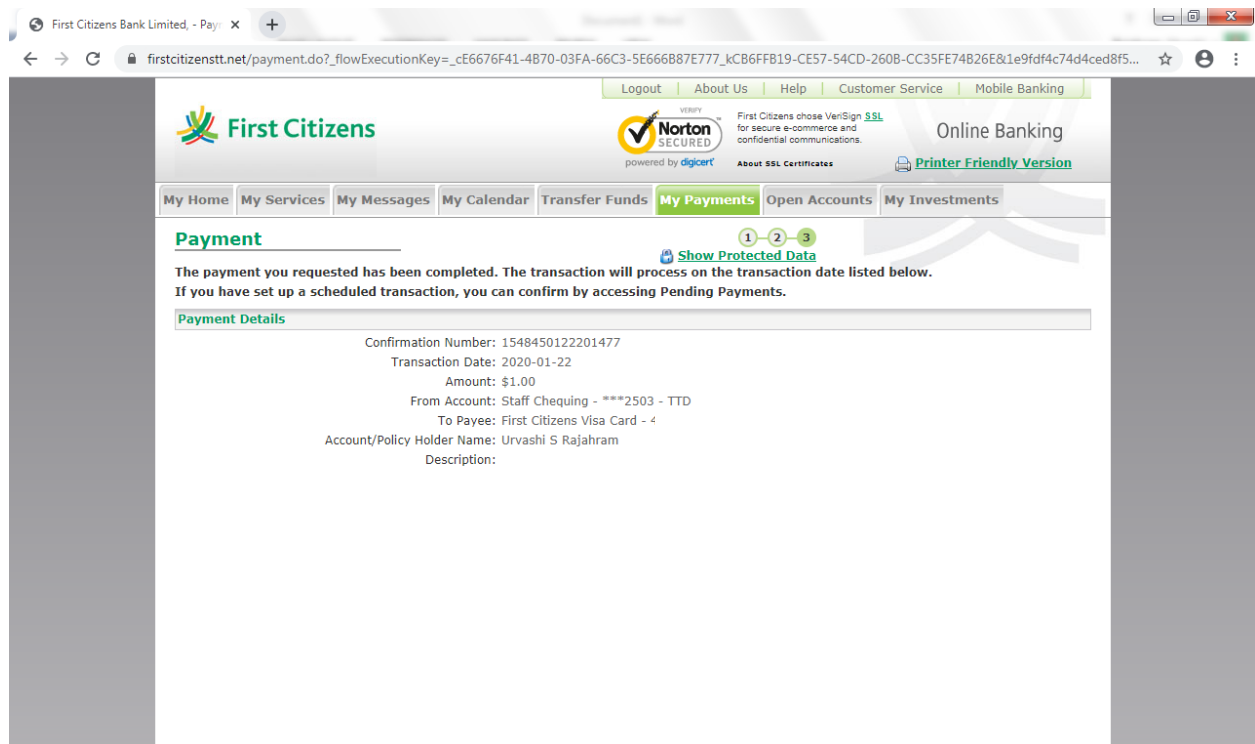 First Citizens Bank Limited, - Payr
firstcitizenstt.net/payment.do?_flowExecutionKey=_cE6676F41-4B70-03FA-66C3-5E666B87E777_kCB6FFB19-CE57-54CD-260B-CC35FE74B26E&1e9fdf4c74d4ced8f5...
Logout | About Us | Help | Customer Service | Mobile Banking
First Citizens
VERIFY
Norton
SECURED
powered by digicert
First Citizens chose VeriSign SSL
for secure e-commerce and
confidential communications.
About SSL Certificates
Online Banking
Printer Friendly Version
My Home My Services My Messages My Calendar Transfer Funds My Payments Open Accounts My Investments
Payment
1 2 3
Show Protected Data
The payment you requested has been completed. The transaction will process on the transaction date listed below.
If you have set up a scheduled transaction, you can confirm by accessing Pending Payments.
Payment Details
Confirmation Number: 1548450122201477
Transaction Date: 2020-01-22
Amount: $1.00
From Account: Staff Chequing - ***2503 - TTD
To Payee: First Citizens Visa Card - 4
Account/Policy Holder Name: Urvashi S Rajahram
Description: